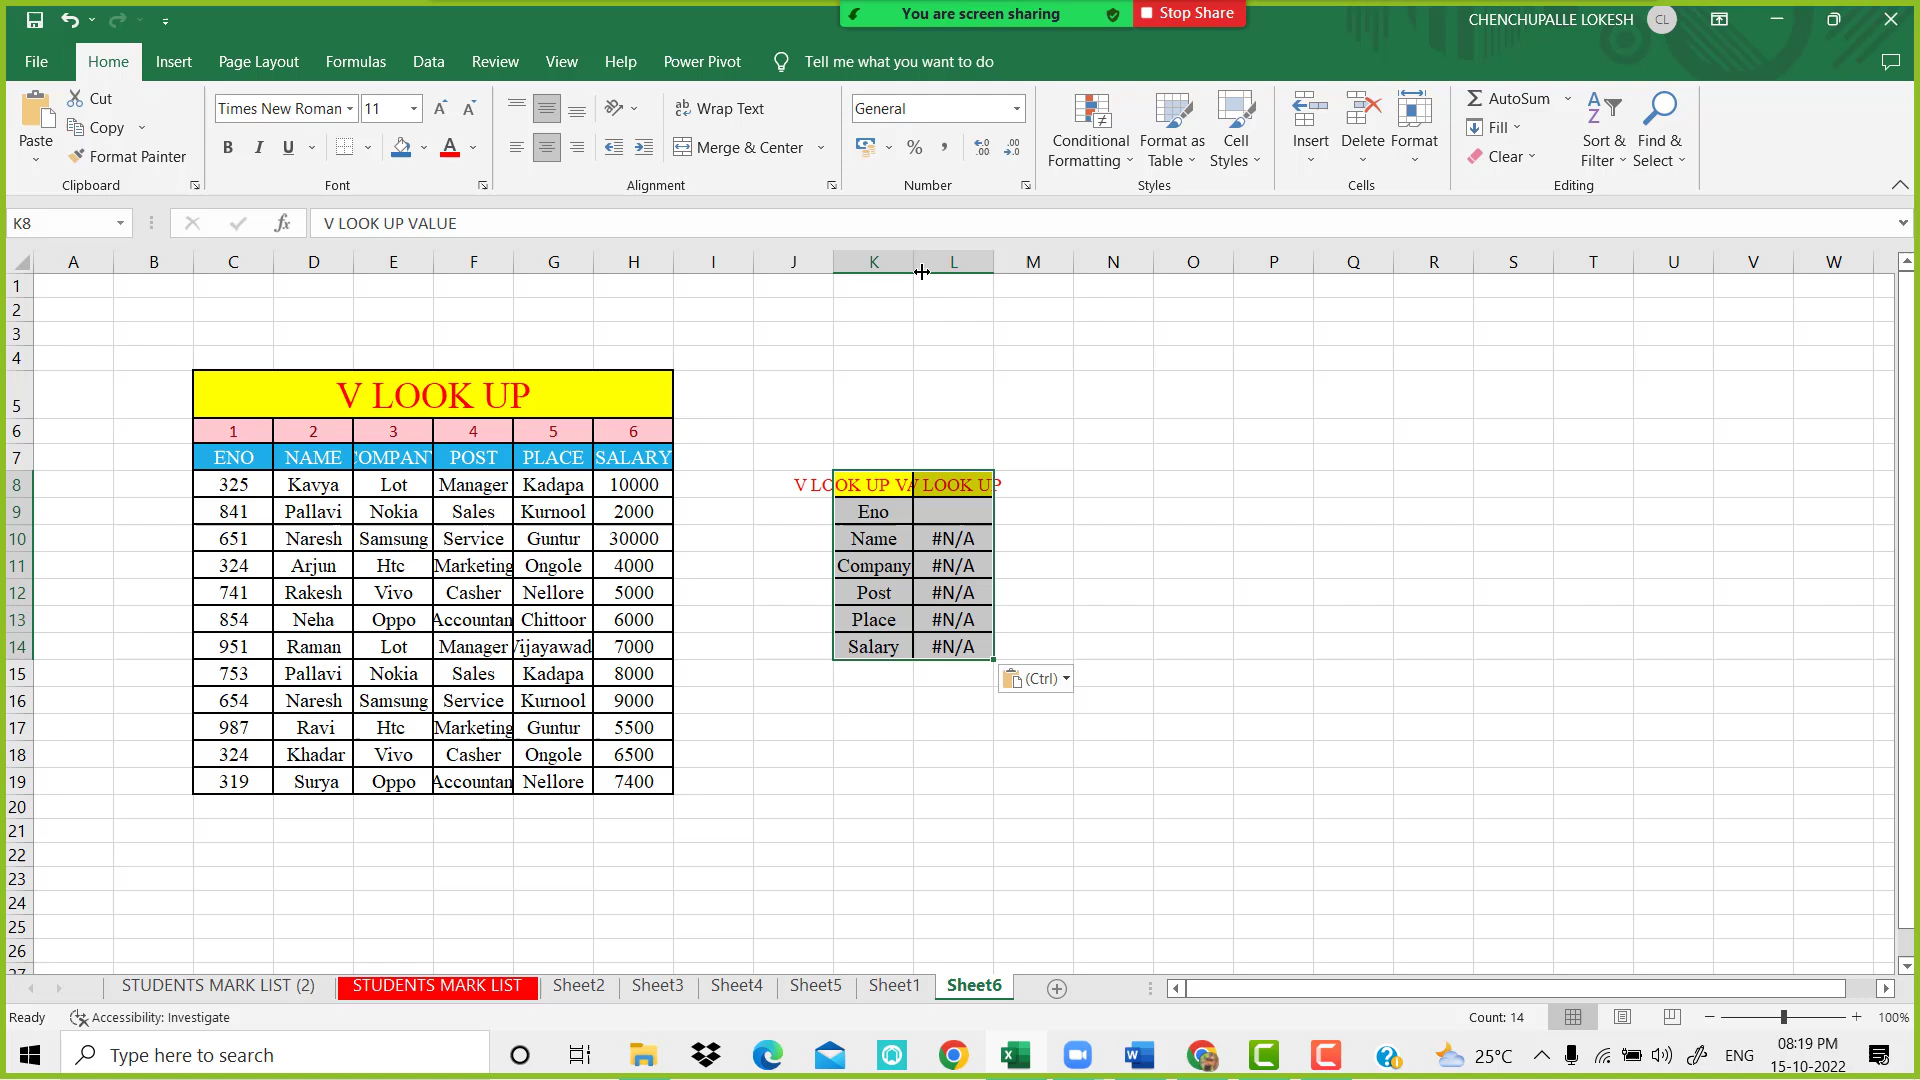 You are screen sharing Stop Share
CHENCHUPALLE LOKESH CL
File Home Insert Page Layout Formulas Data Review View Help Power Pivot Tell me what you want to do
Paste Cut Copy Format Painter Clipboard
Times New Roman 11 A A
B I U A Font
Wrap Text Merge & Center Alignment
General % , Number
Conditional Formatting Format as Table Cell Styles Styles
Insert Delete Format Cells
AutoSum Fill Clear Sort & Filter Find & Select Editing
K8 fx V LOOK UP VALUE
A B C D E F G H I J K L M N O P Q R S T U V W
1
2
3
4
5 V LOOK UP
6 1 2 3 4 5 6
7 ENO NAME COMPANY POST PLACE SALARY
8 325 Kavya Lot Manager Kadapa 10000 V LOOK UP VA LOOK UP
9 841 Pallavi Nokia Sales Kurnool 2000 Eno
10 651 Naresh Samsung Service Guntur 30000 Name #N/A
11 324 Arjun Htc Marketing Ongole 4000 Company #N/A
12 741 Rakesh Vivo Casher Nellore 5000 Post #N/A
13 854 Neha Oppo Accountan Chittoor 6000 Place #N/A
14 951 Raman Lot Manager Vijayawad 7000 Salary #N/A
15 753 Pallavi Nokia Sales Kadapa 8000 (Ctrl)
16 654 Naresh Samsung Service Kurnool 9000
17 987 Ravi Htc Marketing Guntur 5500
18 324 Khadar Vivo Casher Ongole 6500
19 319 Surya Oppo Accountan Nellore 7400
20
21
22
23
24
25
26
27
STUDENTS MARK LIST (2) STUDENTS MARK LIST Sheet2 Sheet3 Sheet4 Sheet5 Sheet1 Sheet6
Ready Accessibility: Investigate Count: 14 100%
Type here to search 25°C ENG 08:19 PM
15-10-2022